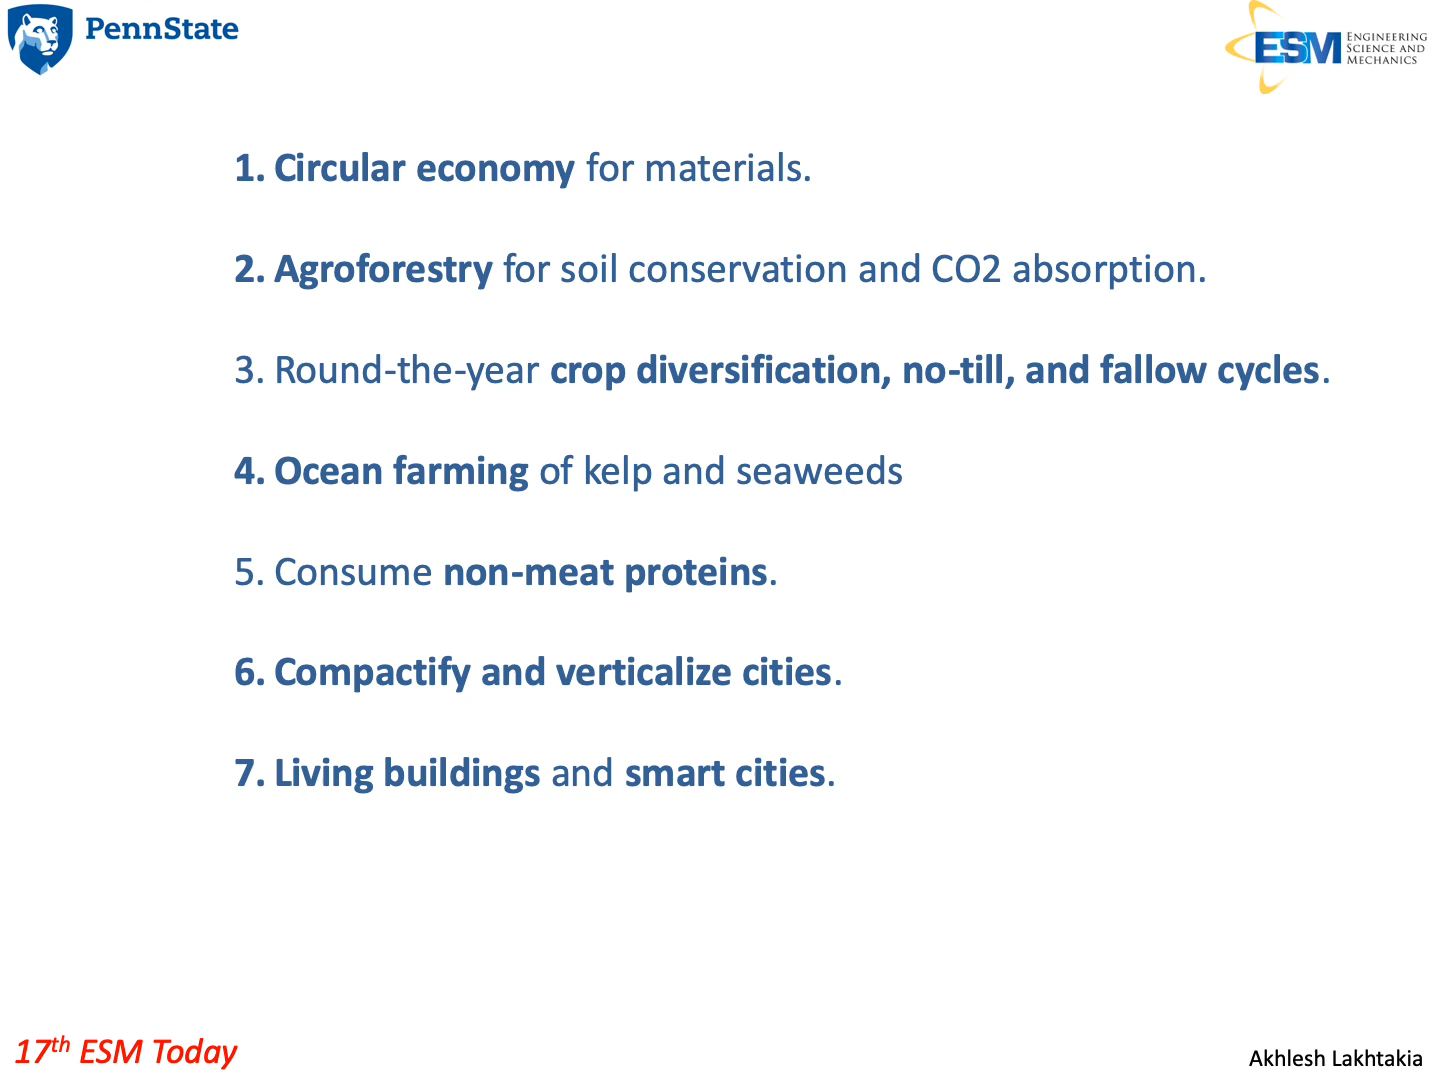 PennState
ESM ENGINEERING
SCIENCE AND
MECHANICS
1. Circular economy for materials.
2. Agroforestry for soil conservation and CO2 absorption.
3. Round-the-year crop diversification, no-till, and fallow cycles.
4. Ocean farming of kelp and seaweeds
5. Consume non-meat proteins.
6. Compactify and verticalize cities.
7. Living buildings and smart cities.
17th ESM Today
Akhlesh Lakhtakia